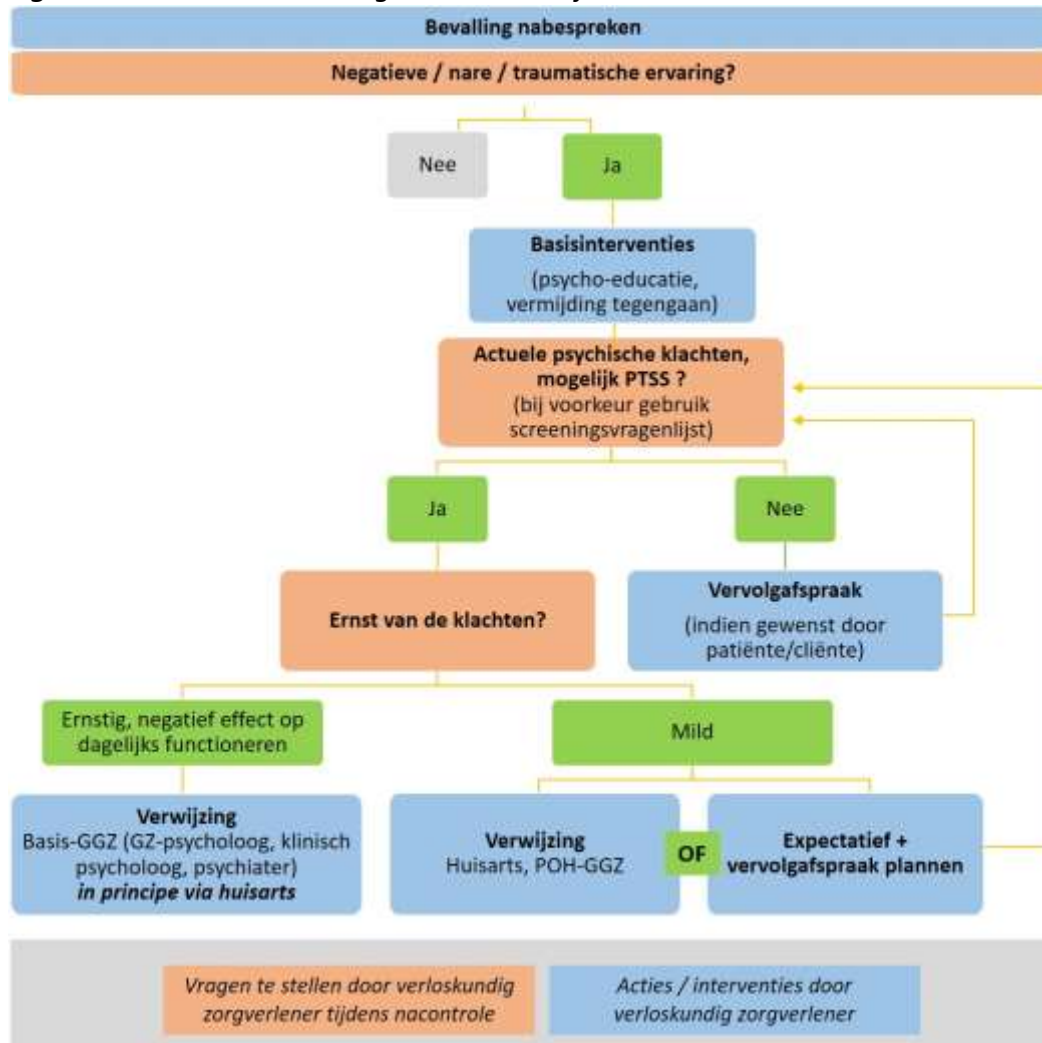 Bevalling nabespreken
Negatieve / nare / traumatische ervaring?
Nee
Ja
Basisinterventies
(psycho-educatie,
vermijding tegengaan)
Actuele psychische klachten,
mogelijk PTSS ?
(bij voorkeur gebruik
screeningsvragenlijst)
Ja
Nee
Ernst van de klachten?
Vervolgafspraak
(indien gewenst door
patiënte/cliënte)
Ernstig, negatief effect op
dagelijks functioneren
Mild
Verwijzing
Basis-GGZ (GZ-psycholoog, klinisch
psycholoog, psychiater)
in principe via huisarts
Verwijzing
Huisarts, POH-GGZ
OF
Expectatief +
vervolgafspraak plannen
Vragen te stellen door verloskundig
zorgverlener tijdens nacontrole
Acties / interventies door
verloskundig zorgverlener